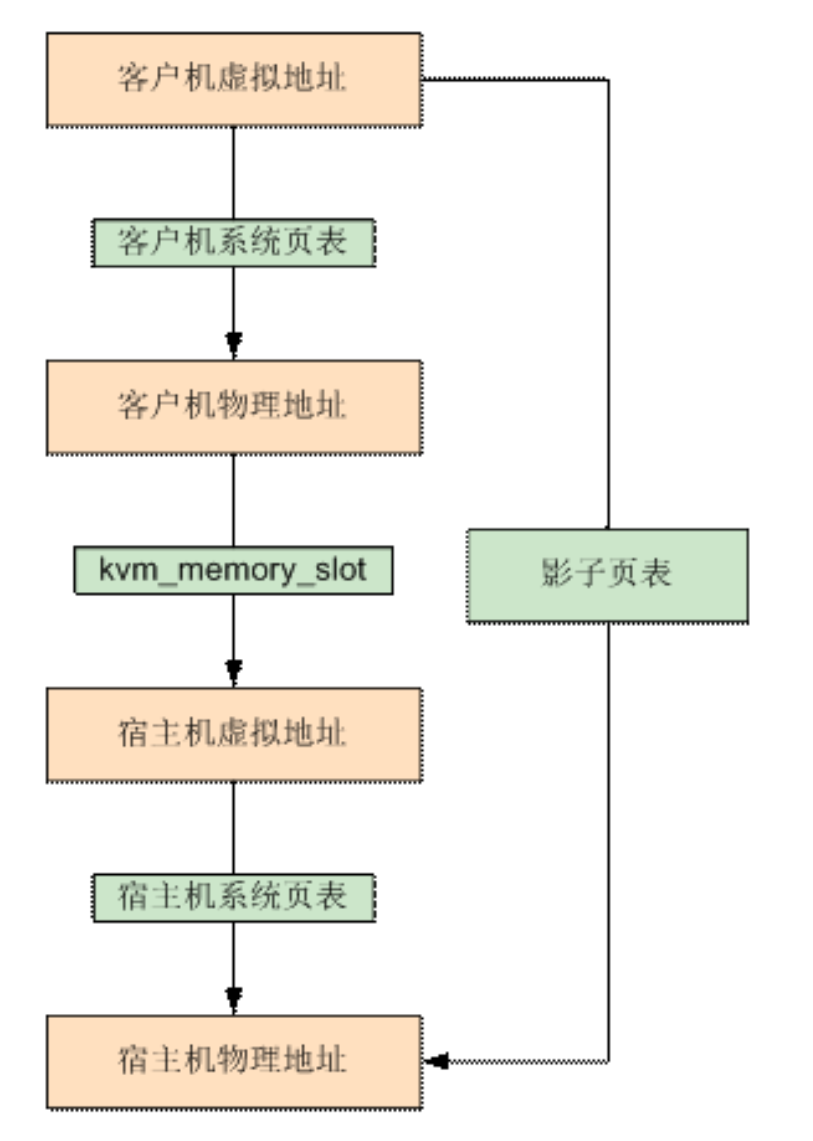 客户机虚拟地址
客户机系统页表
客户机物理地址
kvm_memory_slot
影子页表
宿主机虚拟地址
宿主机系统页表
宿主机物理地址